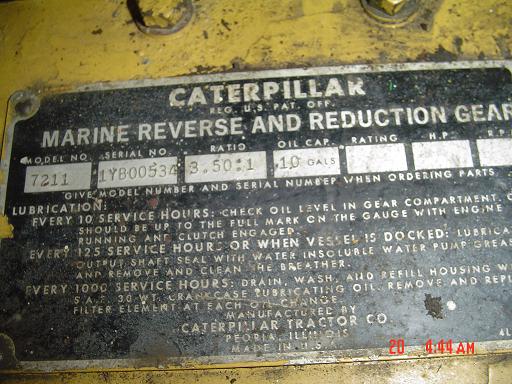 CATERPILLAR
REG. U.S. PAT. OFF.
MARINE REVERSE AND REDUCTION GEAR
MODEL NO. SERIAL NO. RATIO OIL CAP. RATING H.P. R.P.
7211 1YB00534 3.50:1 10 GALS
GIVE MODEL NUMBER AND SERIAL NUMBER WHEN ORDERING PARTS
LUBRICATION:
EVERY 10 SERVICE HOURS: CHECK OIL LEVEL IN GEAR COMPARTMENT.
SHOULD BE UP TO THE FULL MARK ON THE GAUGE WITH ENGINE
RUNNING AND CLUTCH ENGAGED.
EVERY 125 SERVICE HOURS OR WHEN VESSEL IS DOCKED: LUBRICA
OUTPUT SHAFT SEAL WITH WATER INSOLUBLE WATER PUMP GREAS
AND REMOVE AND CLEAN THE BREATHER.
EVERY 1000 SERVICE HOURS: DRAIN, WASH, AND REFILL HOUSING W
S.A.E. 30 WT. CRANKCASE LUBRICATING OIL. REMOVE AND REPL
FILTER ELEMENT AT EACH OIL CHANGE.
MANUFACTURED BY
CATERPILLAR TRACTOR CO.
PEORIA, ILLINOIS
MADE IN U.S. 4L
20 4:44 AM